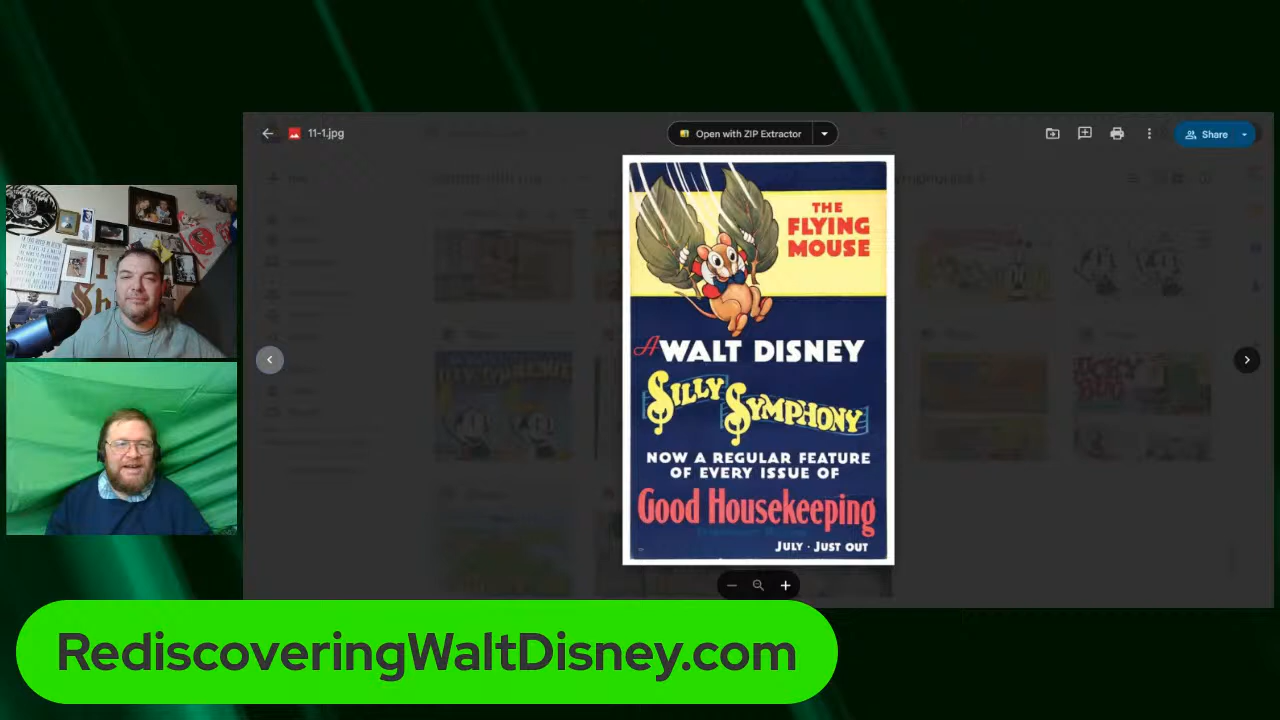 11-1.jpg
Open with ZIP Extractor
Share
THE
FLYING
MOUSE
A WALT DISNEY
SILLY
SYMPHONY
NOW A REGULAR FEATURE
OF EVERY ISSUE OF
Good Housekeeping
JULY · JUST OUT
RediscoveringWaltDisney.com